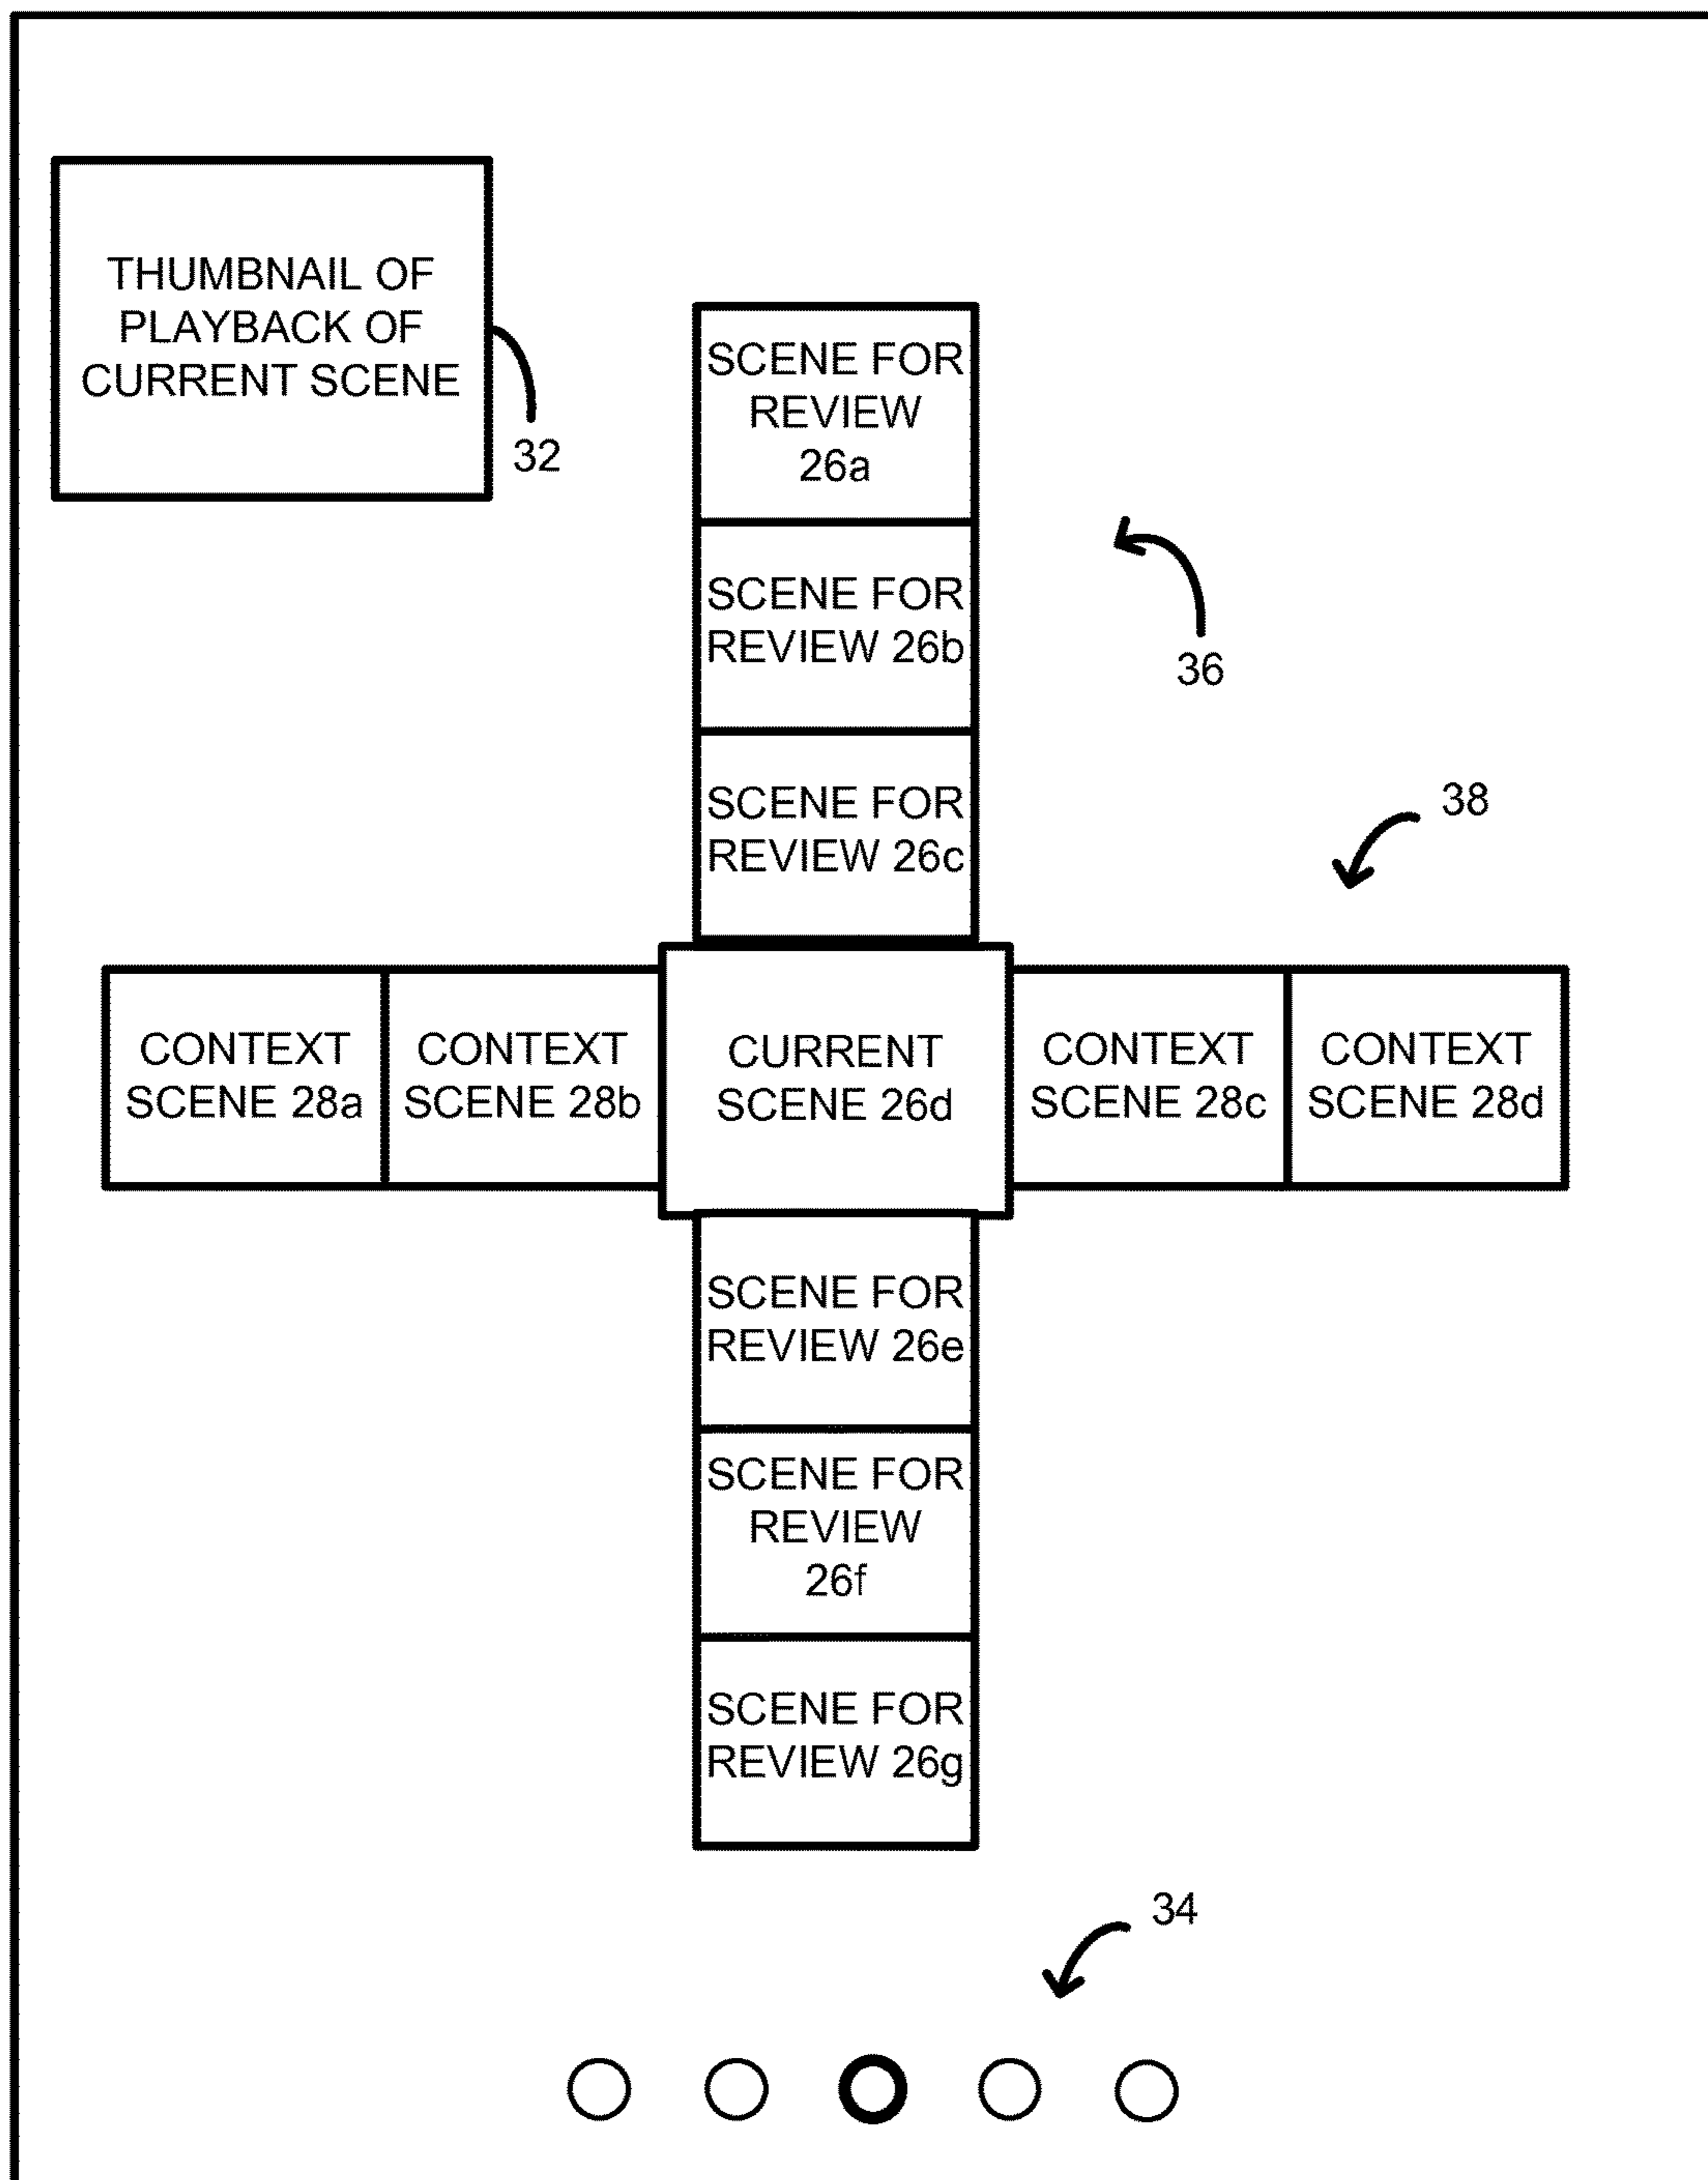 THUMBNAIL OF
PLAYBACK OF
CURRENT SCENE
32
SCENE FOR
REVIEW
26a
SCENE FOR
REVIEW 26b
36
SCENE FOR
REVIEW 26c
38
CONTEXT
SCENE 28a
CONTEXT
SCENE 28b
CURRENT
SCENE 26d
CONTEXT
SCENE 28c
CONTEXT
SCENE 28d
SCENE FOR
REVIEW 26e
SCENE FOR
REVIEW
26f
SCENE FOR
REVIEW 26g
34